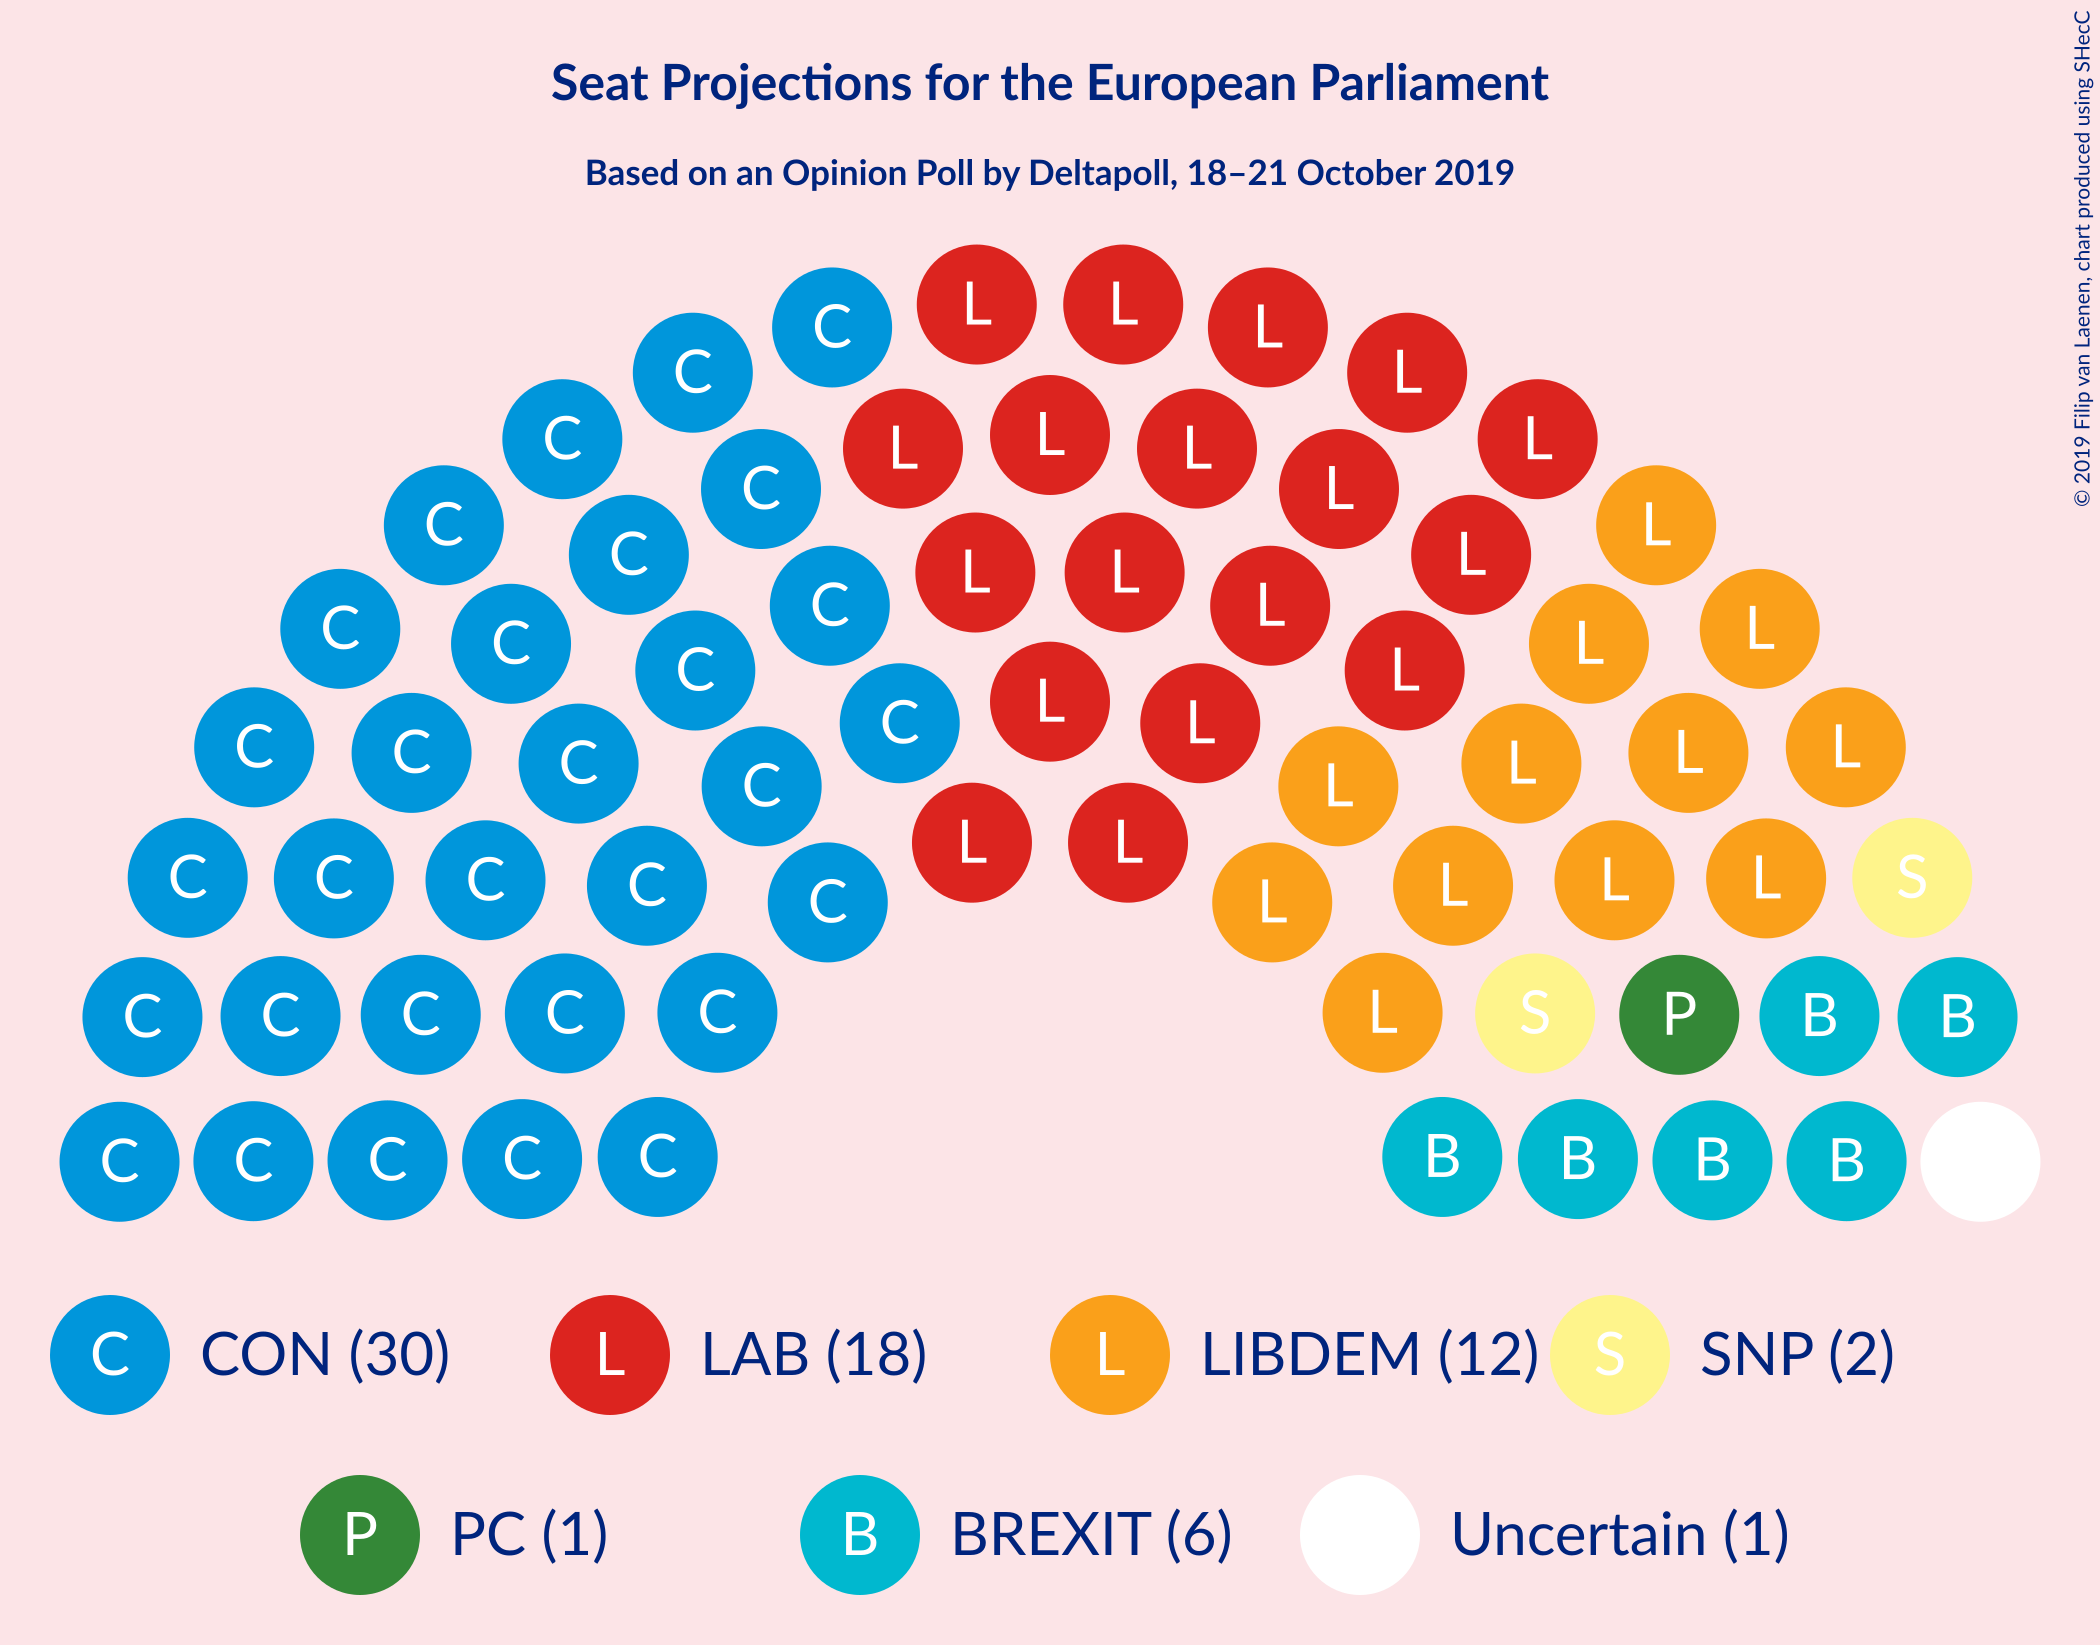 Seat Projections for the European Parliament
Based on an Opinion Poll by Deltapoll, 18–21 October 2019
© 2019 Filip van Laenen, chart produced using SHecC
L L
C L
C L
C L L L C L
C L C L
L L
C C L L
C L C L
C L C L
L
C L C L
C C L L
C L
C C C C L L L S
C L
C C C C C L S P B B
C C C C C B B B B
C CON (30) L LAB (18) L LIBDEM (12) S SNP (2)
P PC (1) B BREXIT (6) Uncertain (1)